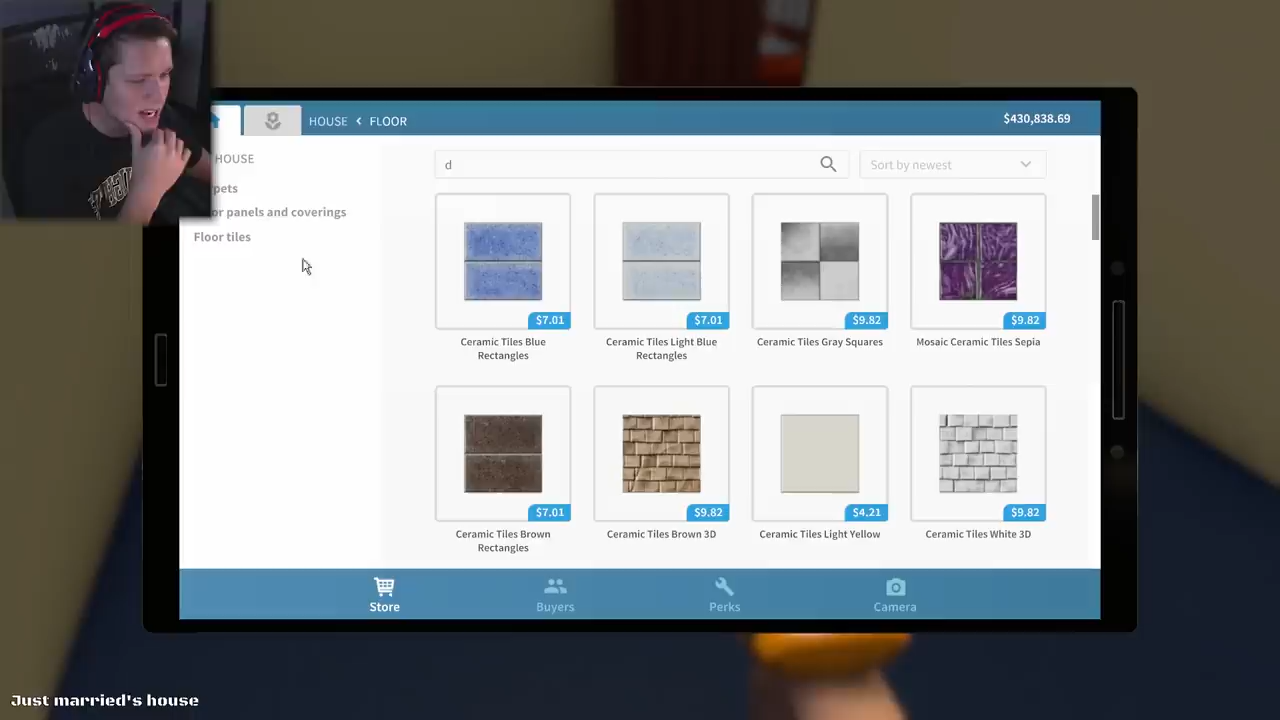 HOUSE < FLOOR
$430,838.69
HOUSE
d
Sort by newest
pets
or panels and coverings
Floor tiles
$7.01
$7.01
$9.82
$9.82
Ceramic Tiles Blue
Rectangles
Ceramic Tiles Light Blue
Rectangles
Ceramic Tiles Gray Squares
Mosaic Ceramic Tiles Sepia
$7.01
$9.82
$4.21
$9.82
Ceramic Tiles Brown
Rectangles
Ceramic Tiles Brown 3D
Ceramic Tiles Light Yellow
Ceramic Tiles White 3D
Store
Buyers
Perks
Camera
Just married's house